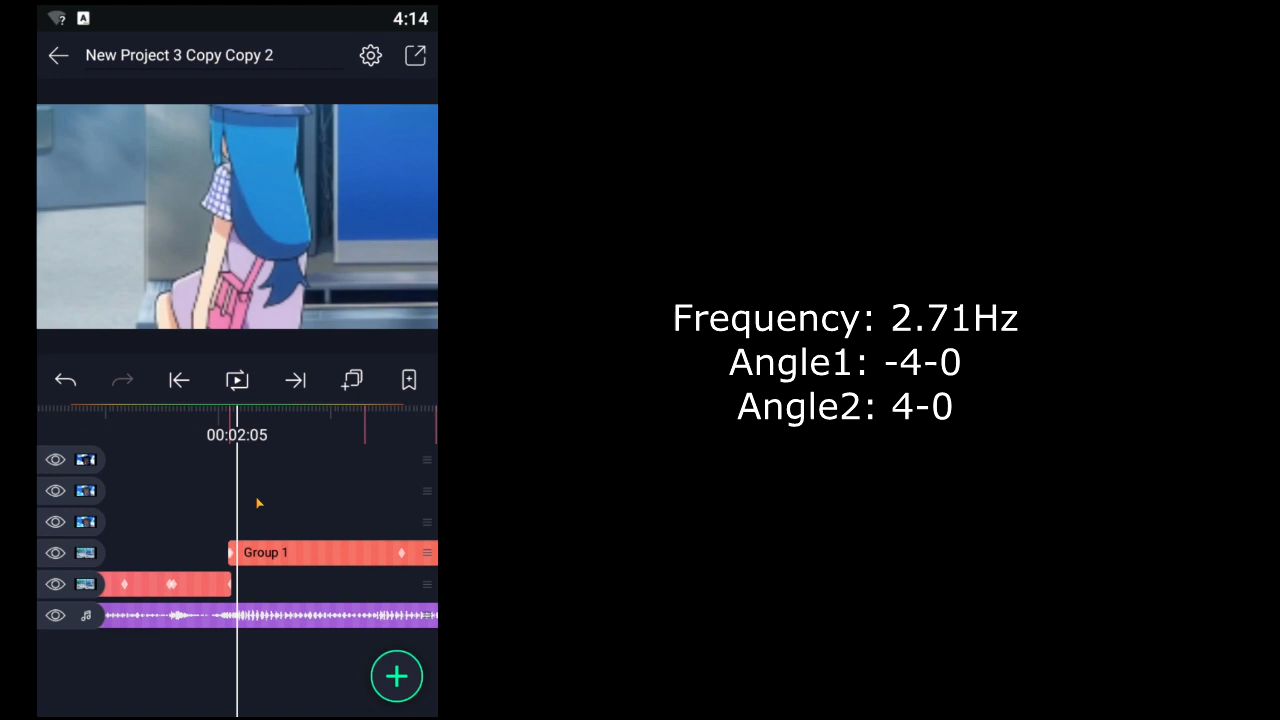 4:14
New Project 3 Copy Copy 2
00:02:05
Group 1
Frequency: 2.71Hz
Angle1: -4-0
Angle2: 4-0